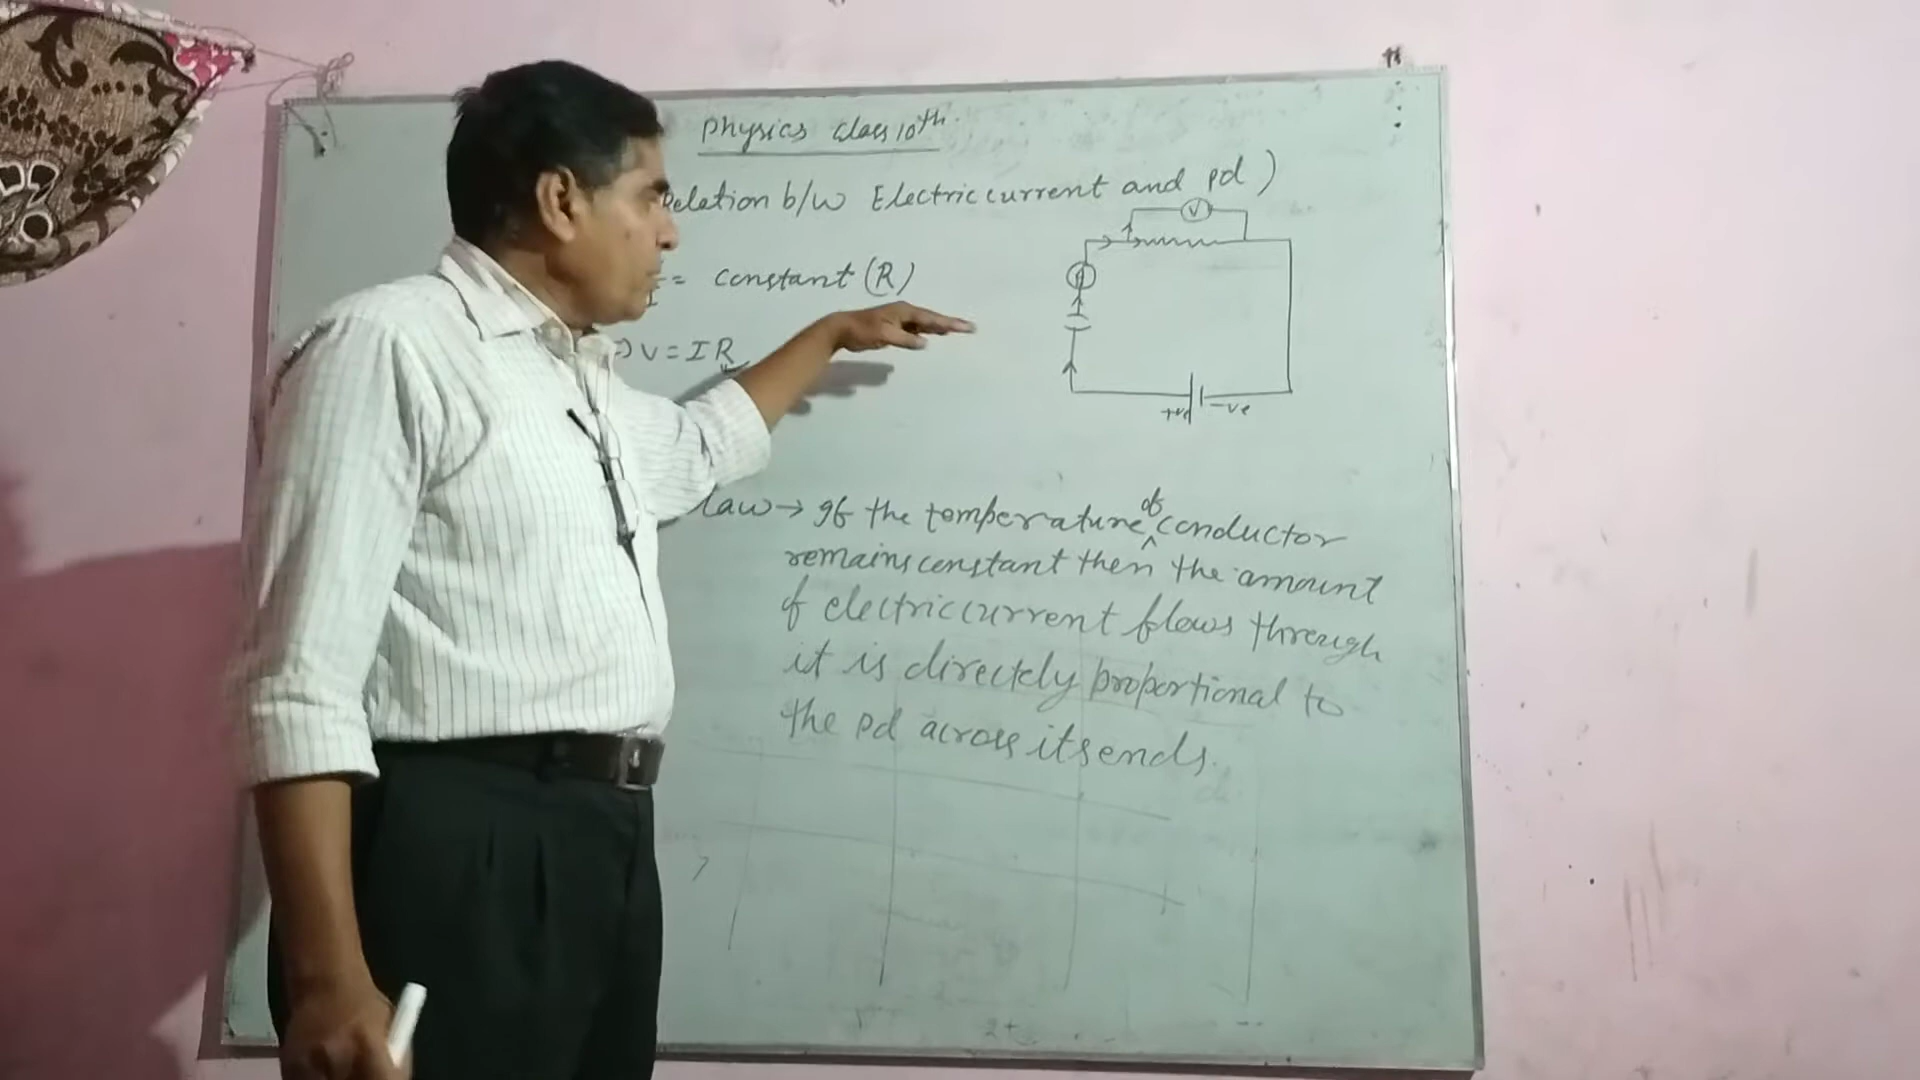 Physics class 10th.
Relation b/w Electric current and pd )
V
I = constant (R)
A
⇒ V = IR
+ve -ve
law → If the temperature of conductor
remains constant then the amount
of electric current flows through
it is directely proportional to
the pd across its ends.